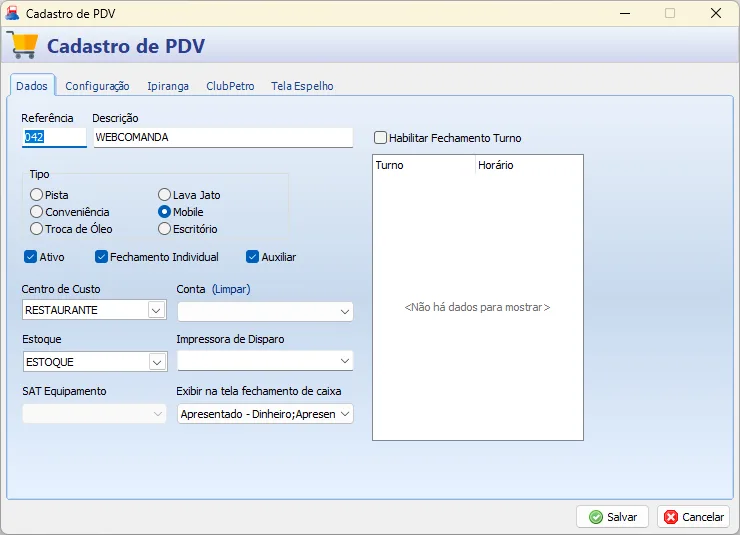 Cadastro de PDV
Cadastro de PDV
Dados Configuração Ipiranga ClubPetro Tela Espelho
Referência Descrição
042 WEBCOMANDA
Habilitar Fechamento Turno
Turno Horário
Tipo
Pista Lava Jato
Conveniência Mobile
Troca de Óleo Escritório
Ativo Fechamento Individual Auxiliar
Centro de Custo Conta (Limpar)
RESTAURANTE
<Não há dados para mostrar>
Estoque Impressora de Disparo
ESTOQUE
SAT Equipamento Exibir na tela fechamento de caixa
Apresentado - Dinheiro;Apresen
Salvar Cancelar